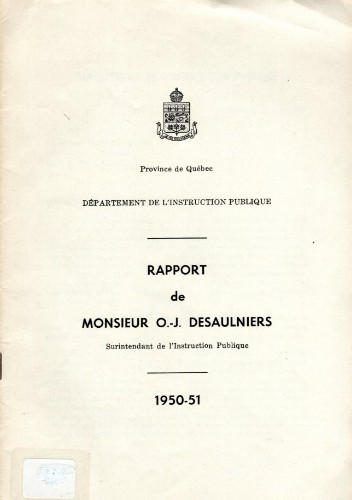 Province de Québec
DÉPARTEMENT DE L'INSTRUCTION PUBLIQUE
RAPPORT
de
MONSIEUR O.-J. DESAULNIERS
Surintendant de l'Instruction Publique
1950-51